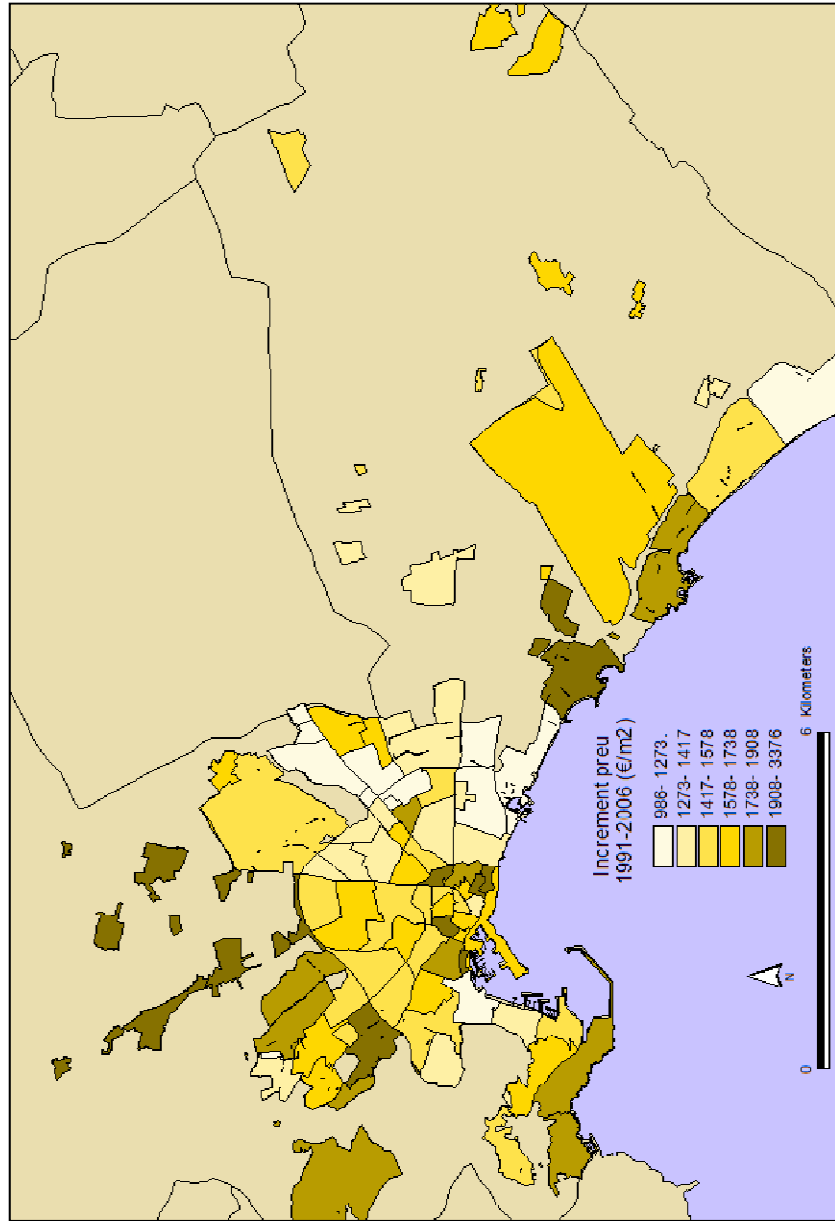 Increment preu
1991-2006 (€/m2)
986- 1273.
1273- 1417
1417- 1578
1578- 1738
1738- 1908
1908- 3376
N
0 6 Kilometers